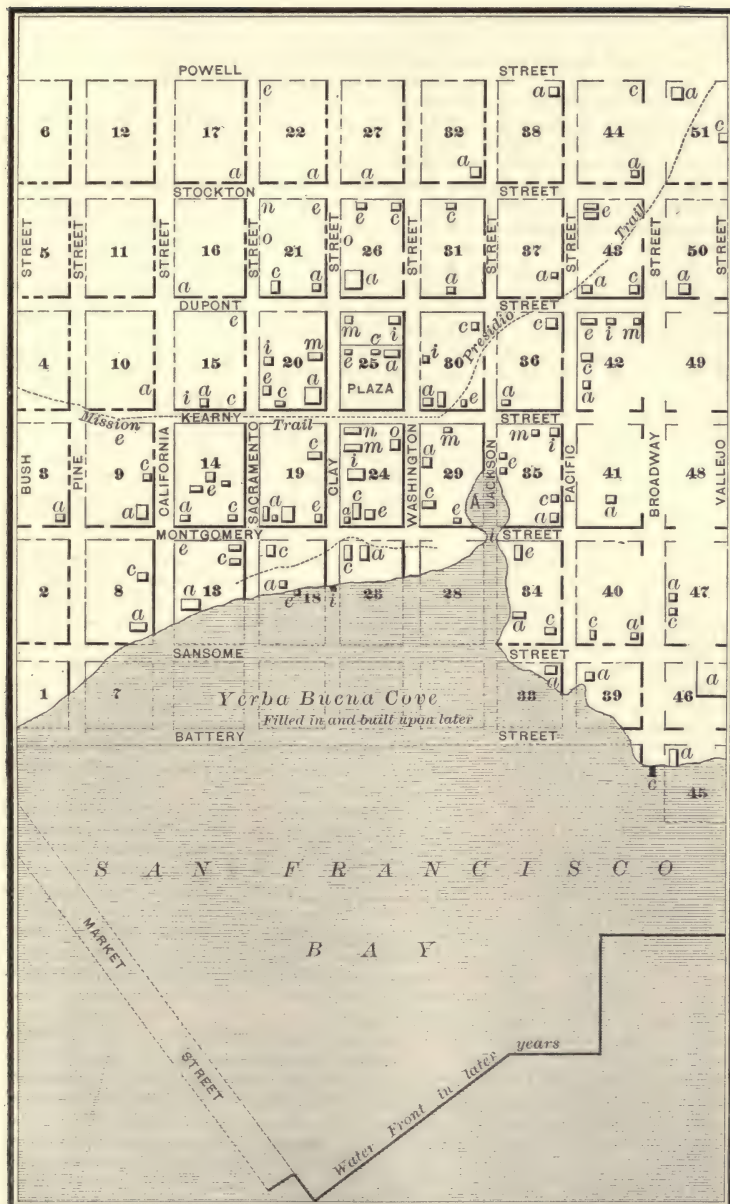 POWELL STREET
6 12 17 a c 22 a 27 a 32 a a 38 44 c a a 51 c
STOCKTON STREET
5 11 16 a n e o 21 c a e c o 26 a c 31 a 37 a e 43 a c 50 a
STREET STREET STREET STREET STREET STREET STREET STREET STREET
Presidio Trail
DUPONT STREET
4 10 a e 15 i a c i m 20 e c a m c i e 25 a c i 30 a e c 36 a e i m 42 c a 49
PLAZA
Mission Trail
KEARNY STREET
3 a e 9 c a 14 e a c c 19 a e n o m i 24 a c e m a 29 c e m i e 35 c a 41 a 48
BUSH PINE CALIFORNIA SACRAMENTO CLAY WASHINGTON JACKSON PACIFIC BROADWAY VALLEJO
A
MONTGOMERY STREET
i
2 c 8 a e c 13 a c a e 18 i c a 23 28 e 34 a c 40 c a a 47 c
SANSOME STREET
1 7 a 33 a 39 46 a
Yerba Buena Cove
Filled in and built upon later
BATTERY STREET
a
c
45
SAN FRANCISCO
BAY
MARKET
STREET
Water Front in later years